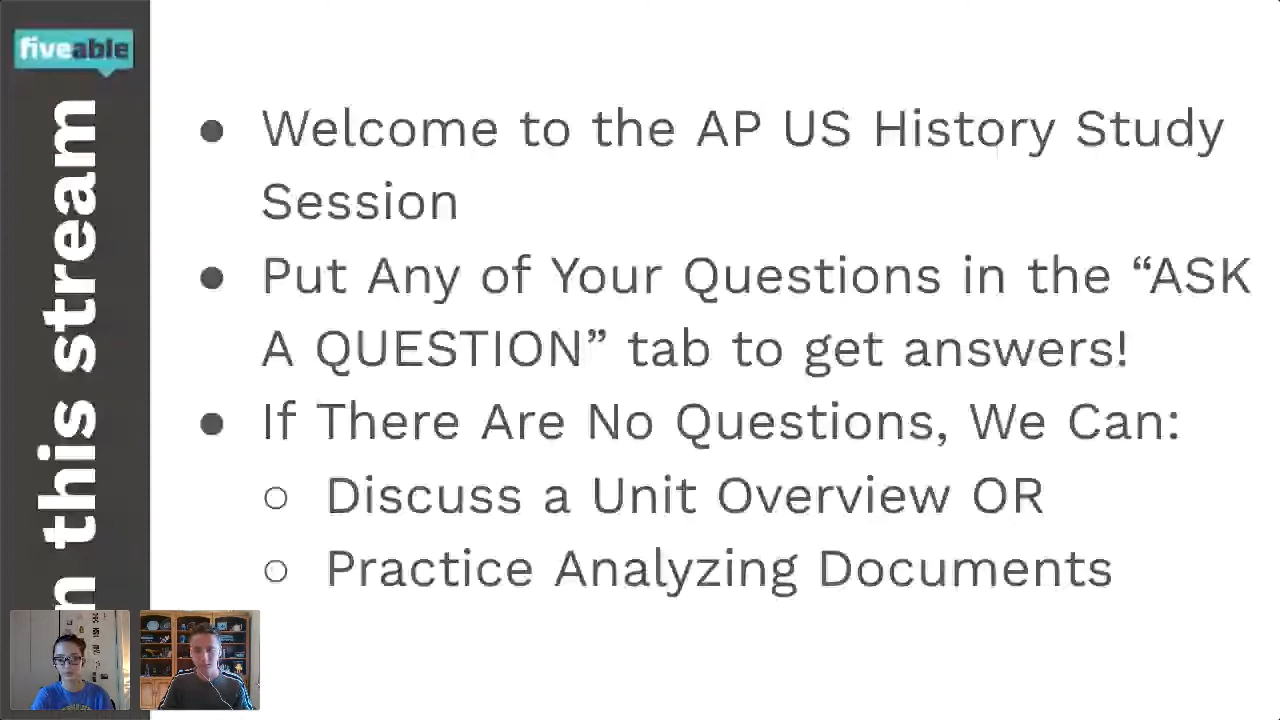 fiveable
n this stream
● Welcome to the AP US History Study
Session
● Put Any of Your Questions in the “ASK
A QUESTION” tab to get answers!
● If There Are No Questions, We Can:
○ Discuss a Unit Overview OR
○ Practice Analyzing Documents